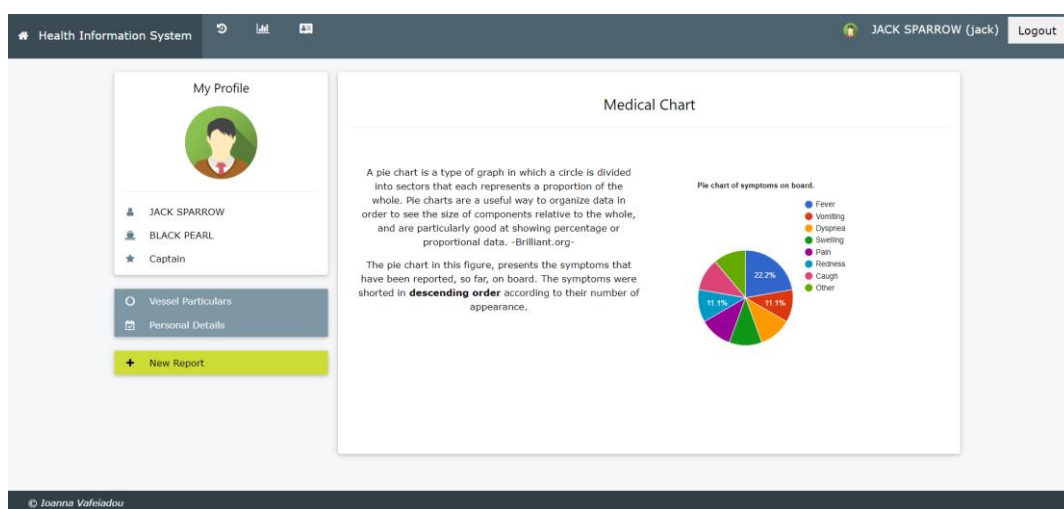 Health Information System
JACK SPARROW (jack)
Logout
My Profile
JACK SPARROW
BLACK PEARL
Captain
Vessel Particulars
Personal Details
New Report
Medical Chart
A pie chart is a type of graph in which a circle is divided
into sectors that each represents a proportion of the
whole. Pie charts are a useful way to organize data in
order to see the size of components relative to the whole,
and are particularly good at showing percentage or
proportional data. -Brilliant.org-
The pie chart in this figure, presents the symptoms that
have been reported, so far, on board. The symptoms were
shorted in descending order according to their number of
appearance.
Pie chart of symptoms on board.
Fever
Vomiting
Dyspnea
Swelling
Pain
Redness
Caugh
Other
22.2%
11.1%
11.1%
© Ioanna Vafeiadou